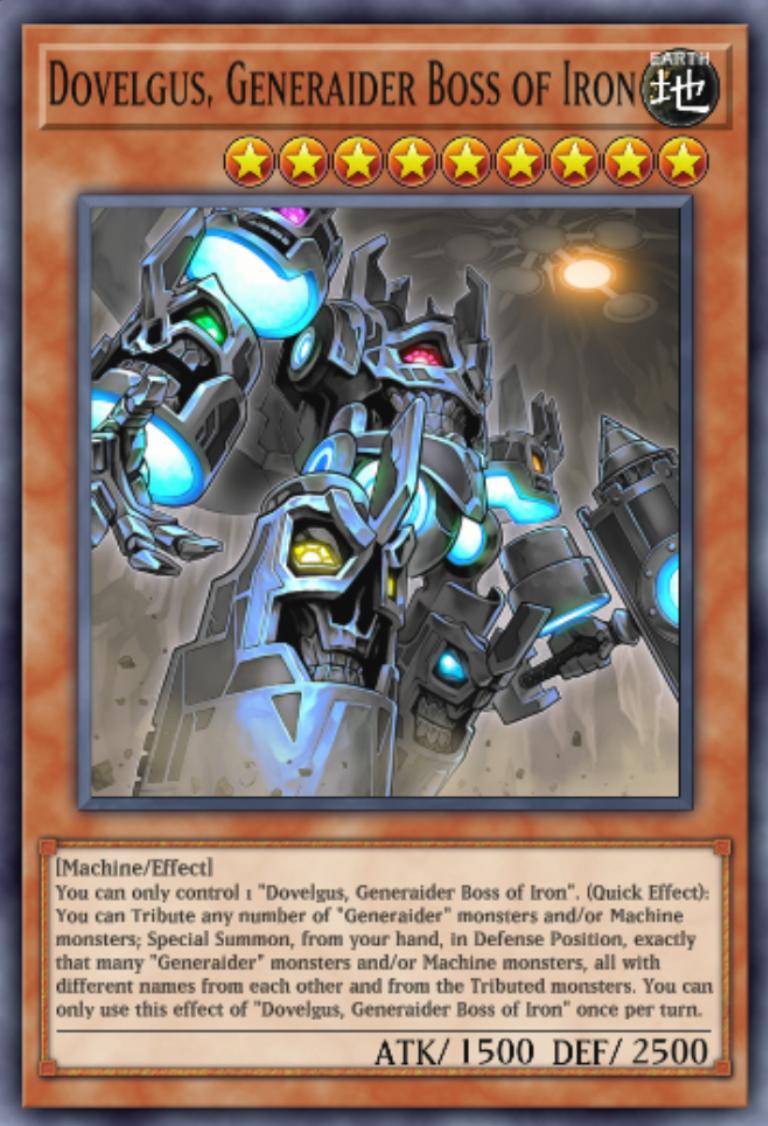 DOVELGUS, GENERAIDER BOSS OF IRON
EARTH
地
[Machine/Effect]
You can only control 1 "Dovelgus, Generaider Boss of Iron". (Quick Effect):
You can Tribute any number of "Generaider" monsters and/or Machine
monsters; Special Summon, from your hand, in Defense Position, exactly
that many "Generaider" monsters and/or Machine monsters, all with
different names from each other and from the Tributed monsters. You can
only use this effect of "Dovelgus, Generaider Boss of Iron" once per turn.
ATK/ 1500 DEF/ 2500